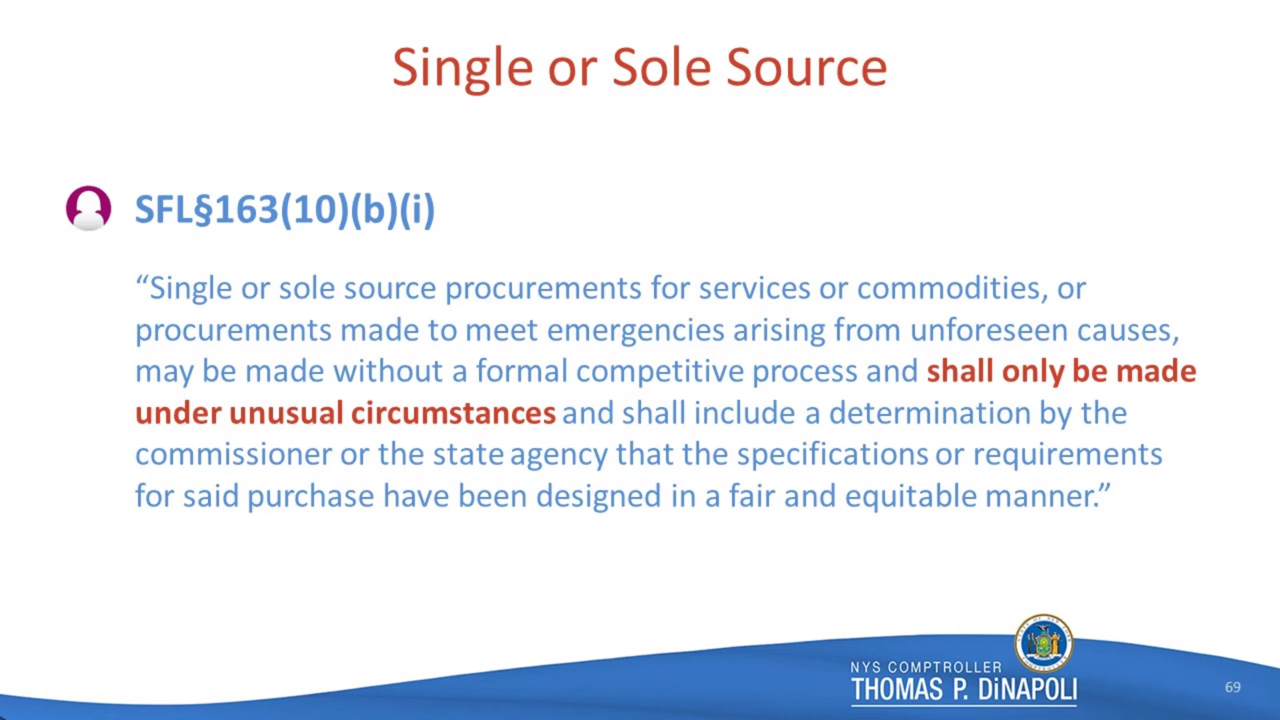 Single or Sole Source
SFL§163(10)(b)(i)
“Single or sole source procurements for services or commodities, or
procurements made to meet emergencies arising from unforeseen causes,
may be made without a formal competitive process and shall only be made
under unusual circumstances and shall include a determination by the
commissioner or the state agency that the specifications or requirements
for said purchase have been designed in a fair and equitable manner.”
NYS COMPTROLLER
THOMAS P. DiNAPOLI
69